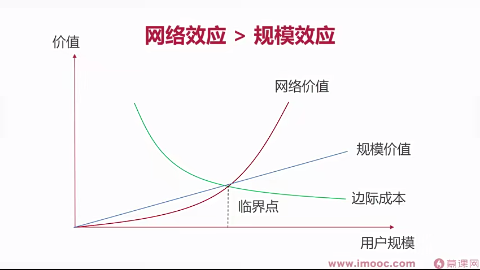 网络效应 > 规模效应
价值
网络价值
规模价值
边际成本
临界点
用户规模
www.imooc.com
慕课网